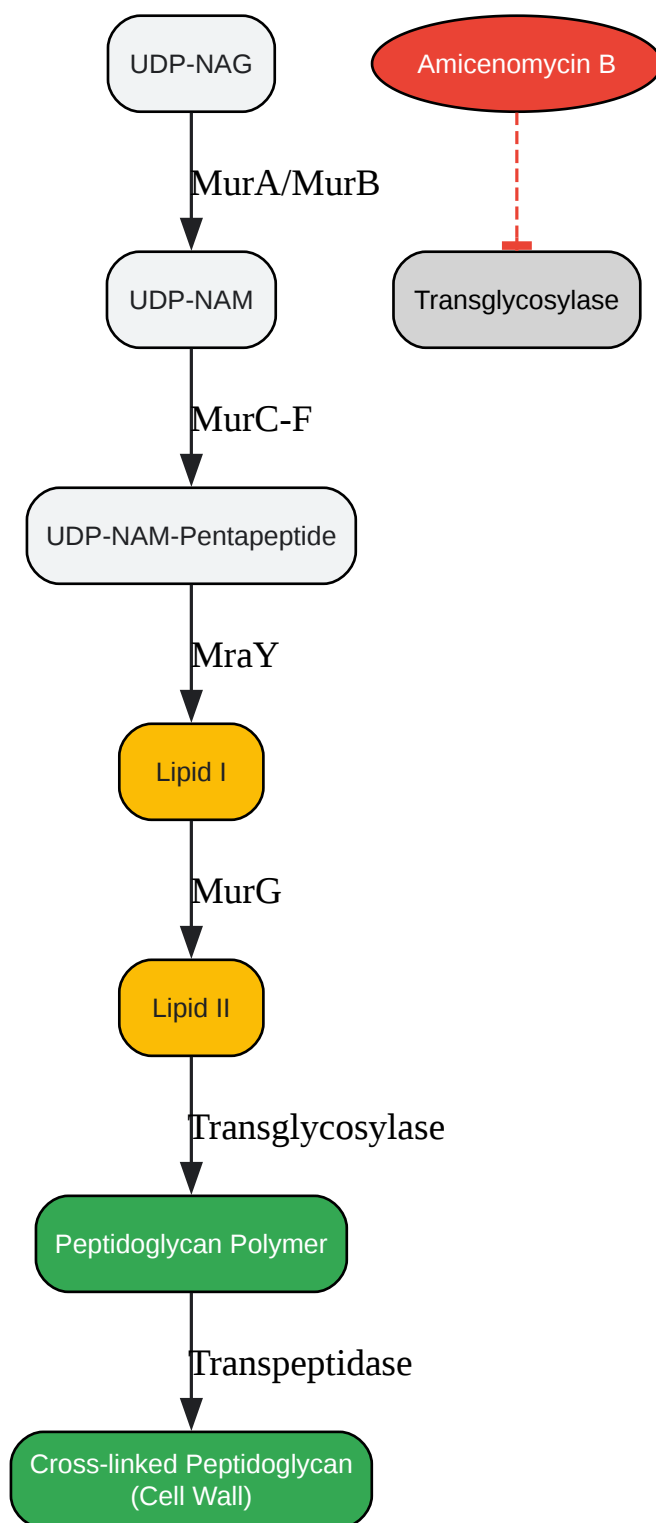 UDP-NAG
Amicenomycin B
MurA/MurB
UDP-NAM
Transglycosylase
MurC-F
UDP-NAM-Pentapeptide
MraY
Lipid I
MurG
Lipid II
Transglycosylase
Peptidoglycan Polymer
Transpeptidase
Cross-linked Peptidoglycan
(Cell Wall)